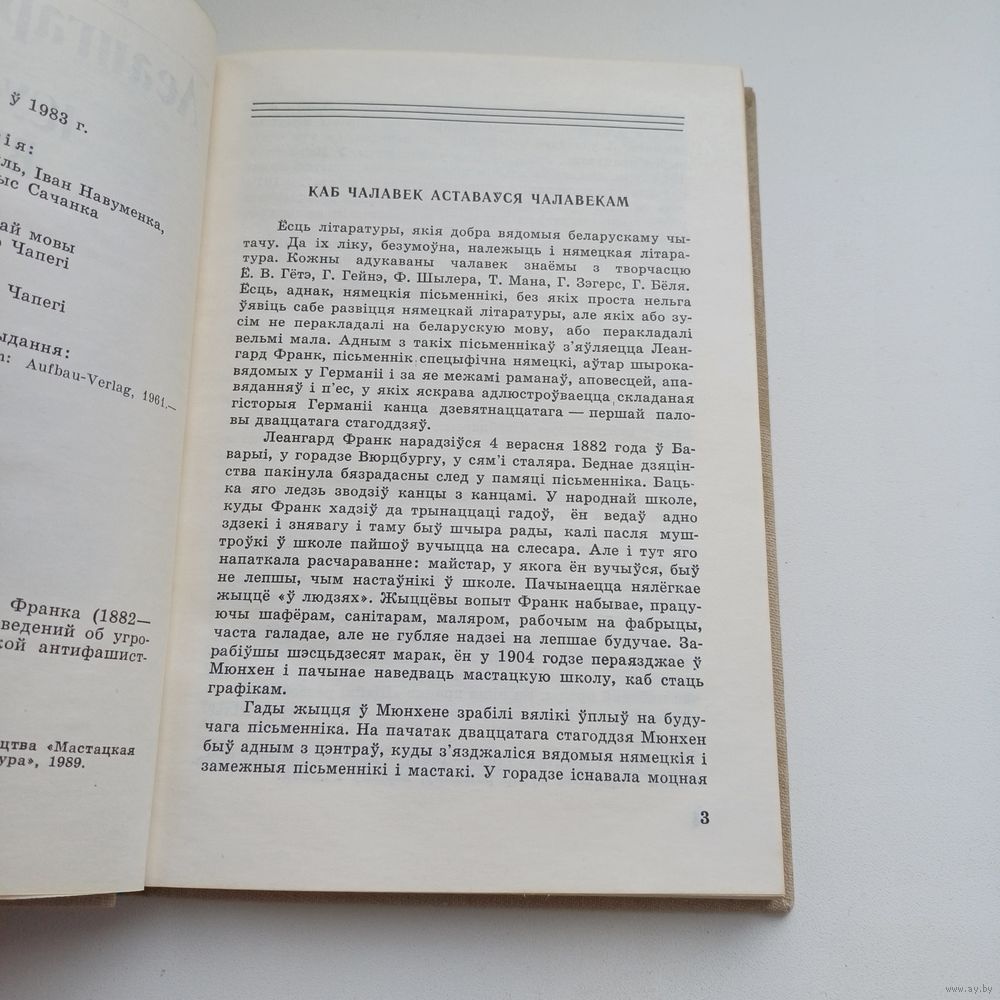 ў 1983 г.
ія:
ль, Іван Навуменка,
ыс Сачанка
ай мовы
Чапегі
Чапегі
ыдання:
Aufbau-Verlag, 1961.—
Франка (1882—
ведений об угро-
кой антифашист-
цтва «Мастацкая
ура», 1989.
КАБ ЧАЛАВЕК АСТАВАЎСЯ ЧАЛАВЕКАМ
Ёсць літаратуры, якія добра вядомыя беларускаму чы-
тачу. Да іх ліку, безумоўна, належыць і нямецкая літара-
тура. Кожны адукаваны чалавек знаёмы з творчасцю
Ё. В. Гётэ, Г. Гейнэ, Ф. Шылера, Т. Мана, Г. Зэгерс, Г. Бёля.
Ёсць, аднак, нямецкія пісьменнікі, без якіх проста нельга
ўявіць сабе развіцця нямецкай літаратуры, але якіх або зу-
сім не перакладалі на беларускую мову, або перакладалі
вельмі мала. Адным з такіх пісьменнікаў з'яўляецца Леан-
гард Франк, пісьменнік спецыфічна нямецкі, аўтар шырока-
вядомых у Германіі і за яе межамі раманаў, аповесцей, апа-
вяданняў і п'ес, у якіх яскрава адлюстроўваецца складаная
гісторыя Германіі канца дзевятнаццатага — першай пало-
вы дваццатага стагоддзяў.
Леангард Франк нарадзіўся 4 верасня 1882 года ў Ба-
варыі, у горадзе Вюрцбургу, у сям'і сталяра. Беднае дзяцін-
ства пакінула бязрадасны след у памяці пісьменніка. Баць-
ка яго ледзь зводзіў канцы з канцамі. У народнай школе,
куды Франк хадзіў да трынаццаці гадоў, ён ведаў адно
здзекі і знявагу і таму быў шчыра рады, калі пасля муш-
троўкі ў школе пайшоў вучыцца на слесара. Але і тут яго
напаткала расчараванне: майстар, у якога ён вучыўся, быў
не лепшы, чым настаўнікі ў школе. Пачынаецца нялёгкае
жыццё «ў людзях». Жыццёвы вопыт Франк набывае, працу-
ючы шафёрам, санітарам, маляром, рабочым на фабрыцы,
часта галадае, але не губляе надзеі на лепшае будучае. За-
рабіўшы шэсцьдзесят марак, ён у 1904 годзе пераязджае ў
Мюнхен і пачынае наведваць мастацкую школу, каб стаць
графікам.
Гады жыцця ў Мюнхене зрабілі вялікі ўплыў на буду-
чага пісьменніка. На пачатак дваццатага стагоддзя Мюнхен
быў адным з цэнтраў, куды з'язджаліся вядомыя нямецкія і
замежныя пісьменнікі і мастакі. У горадзе існавала моцная
3
www.ay.by